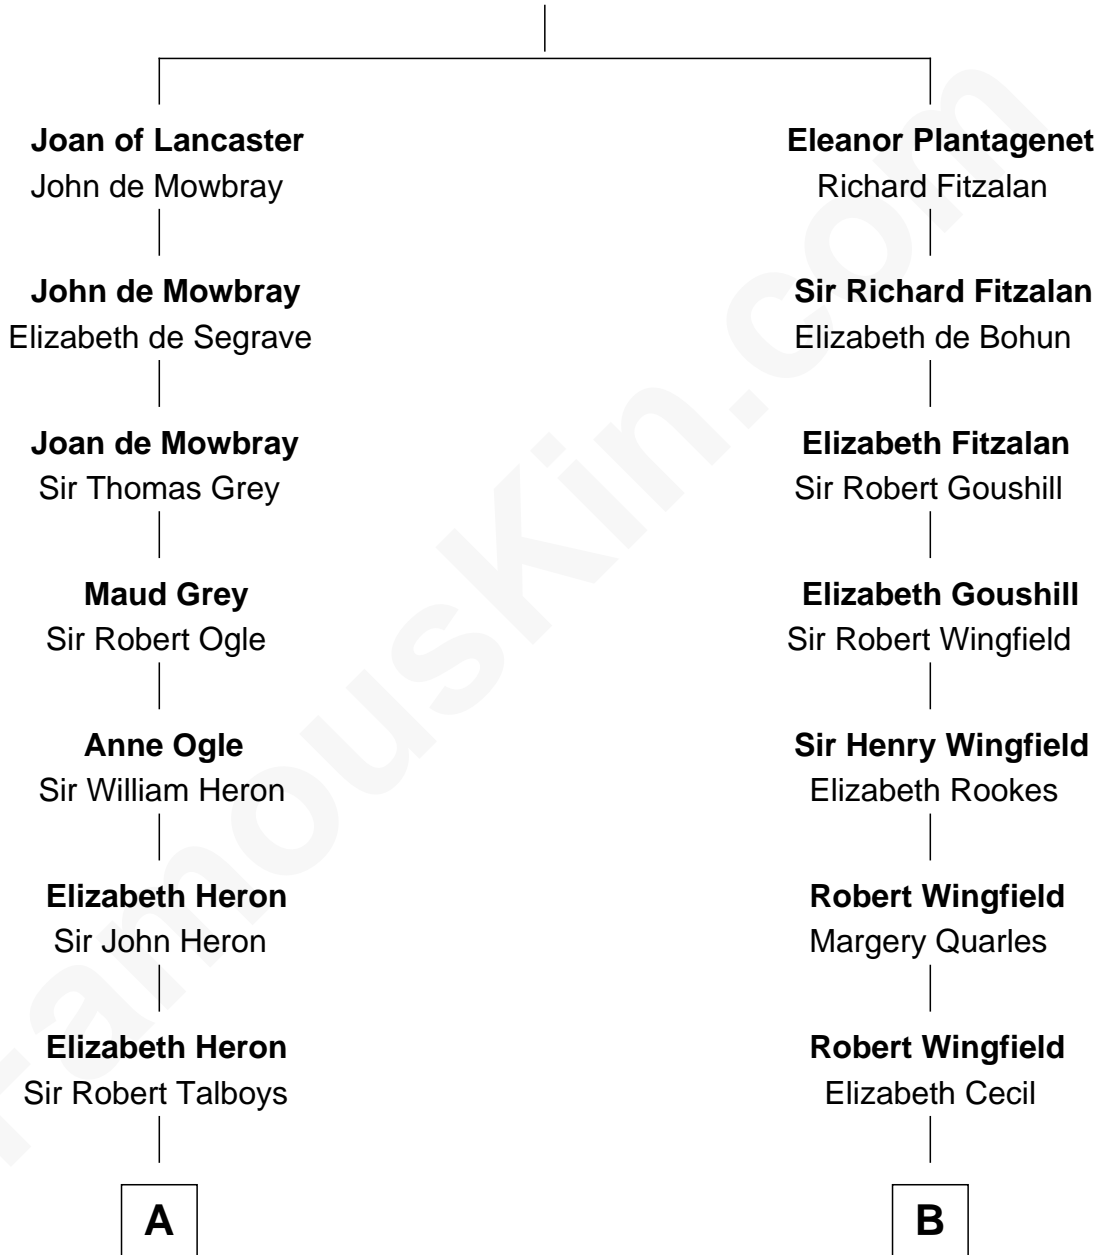 Joan of Lancaster
John de Mowbray
John de Mowbray
Elizabeth de Segrave
Joan de Mowbray
Sir Thomas Grey
Maud Grey
Sir Robert Ogle
Anne Ogle
Sir William Heron
Elizabeth Heron
Sir John Heron
Elizabeth Heron
Sir Robert Talboys
A
Eleanor Plantagenet
Richard Fitzalan
Sir Richard Fitzalan
Elizabeth de Bohun
Elizabeth Fitzalan
Sir Robert Goushill
Elizabeth Goushill
Sir Robert Wingfield
Sir Henry Wingfield
Elizabeth Rookes
Robert Wingfield
Margery Quarles
Robert Wingfield
Elizabeth Cecil
B
FamousKin.com